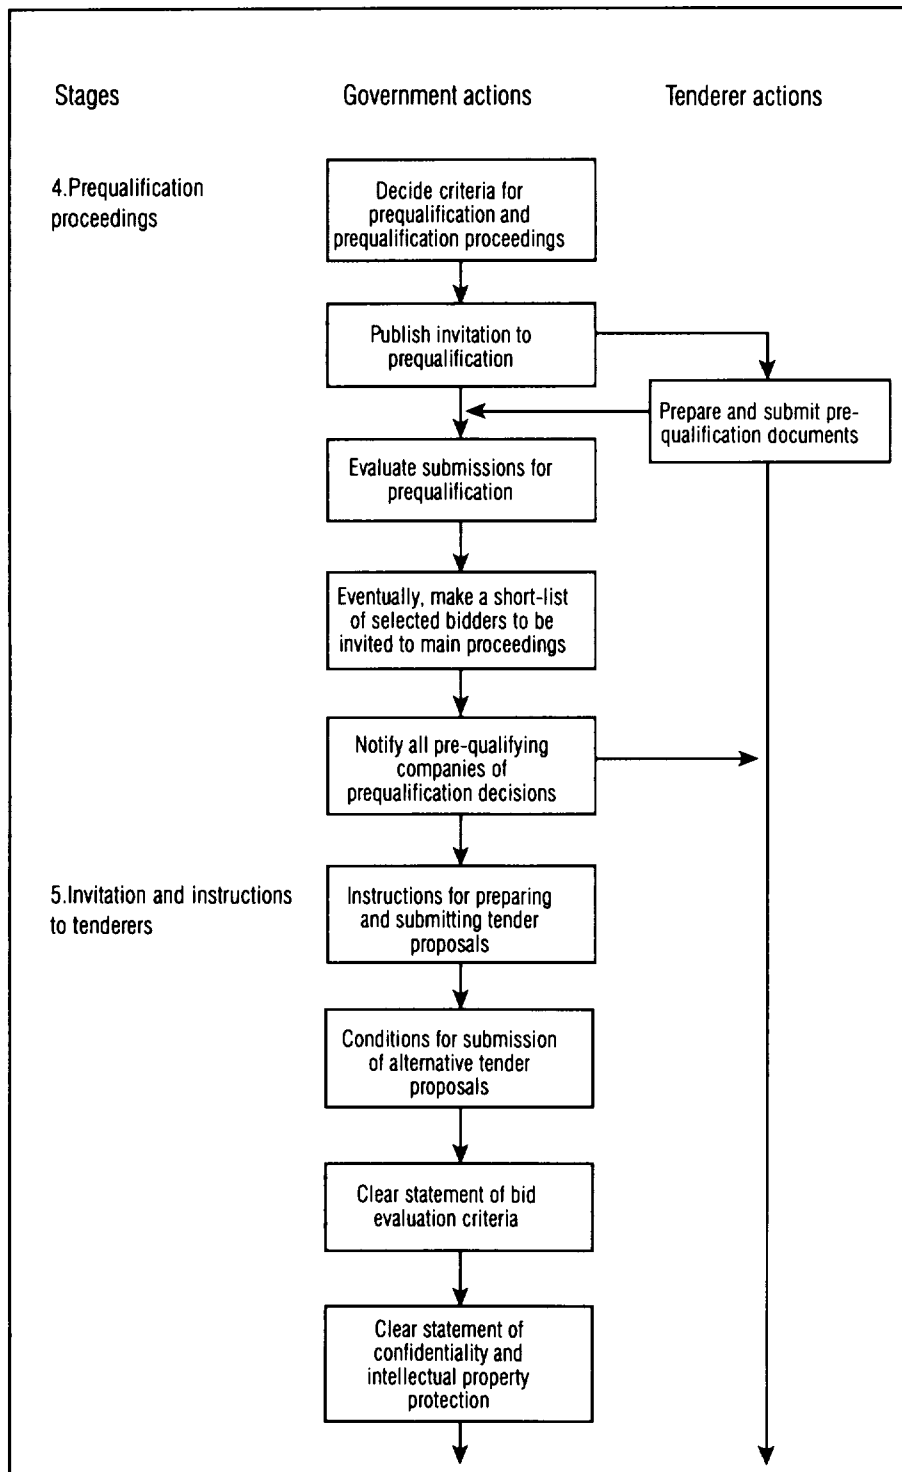 Stages
Government actions
Tenderer actions
4.Prequalification
proceedings
Decide criteria for
prequalification and
prequalification proceedings
Publish invitation to
prequalification
Prepare and submit pre-
qualification documents
Evaluate submissions for
prequalification
Eventually, make a short-list
of selected bidders to be
invited to main proceedings
Notify all pre-qualifying
companies of
prequalification decisions
5.Invitation and instructions
to tenderers
Instructions for preparing
and submitting tender
proposals
Conditions for submission
of alternative tender
proposals
Clear statement of bid
evaluation criteria
Clear statement of
confidentiality and
intellectual property
protection